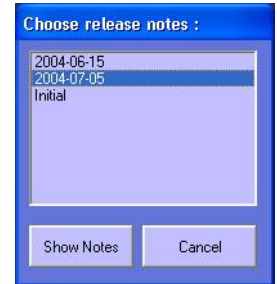 Choose release notes :
2004-06-15
2004-07-05
Initial
Show Notes
Cancel